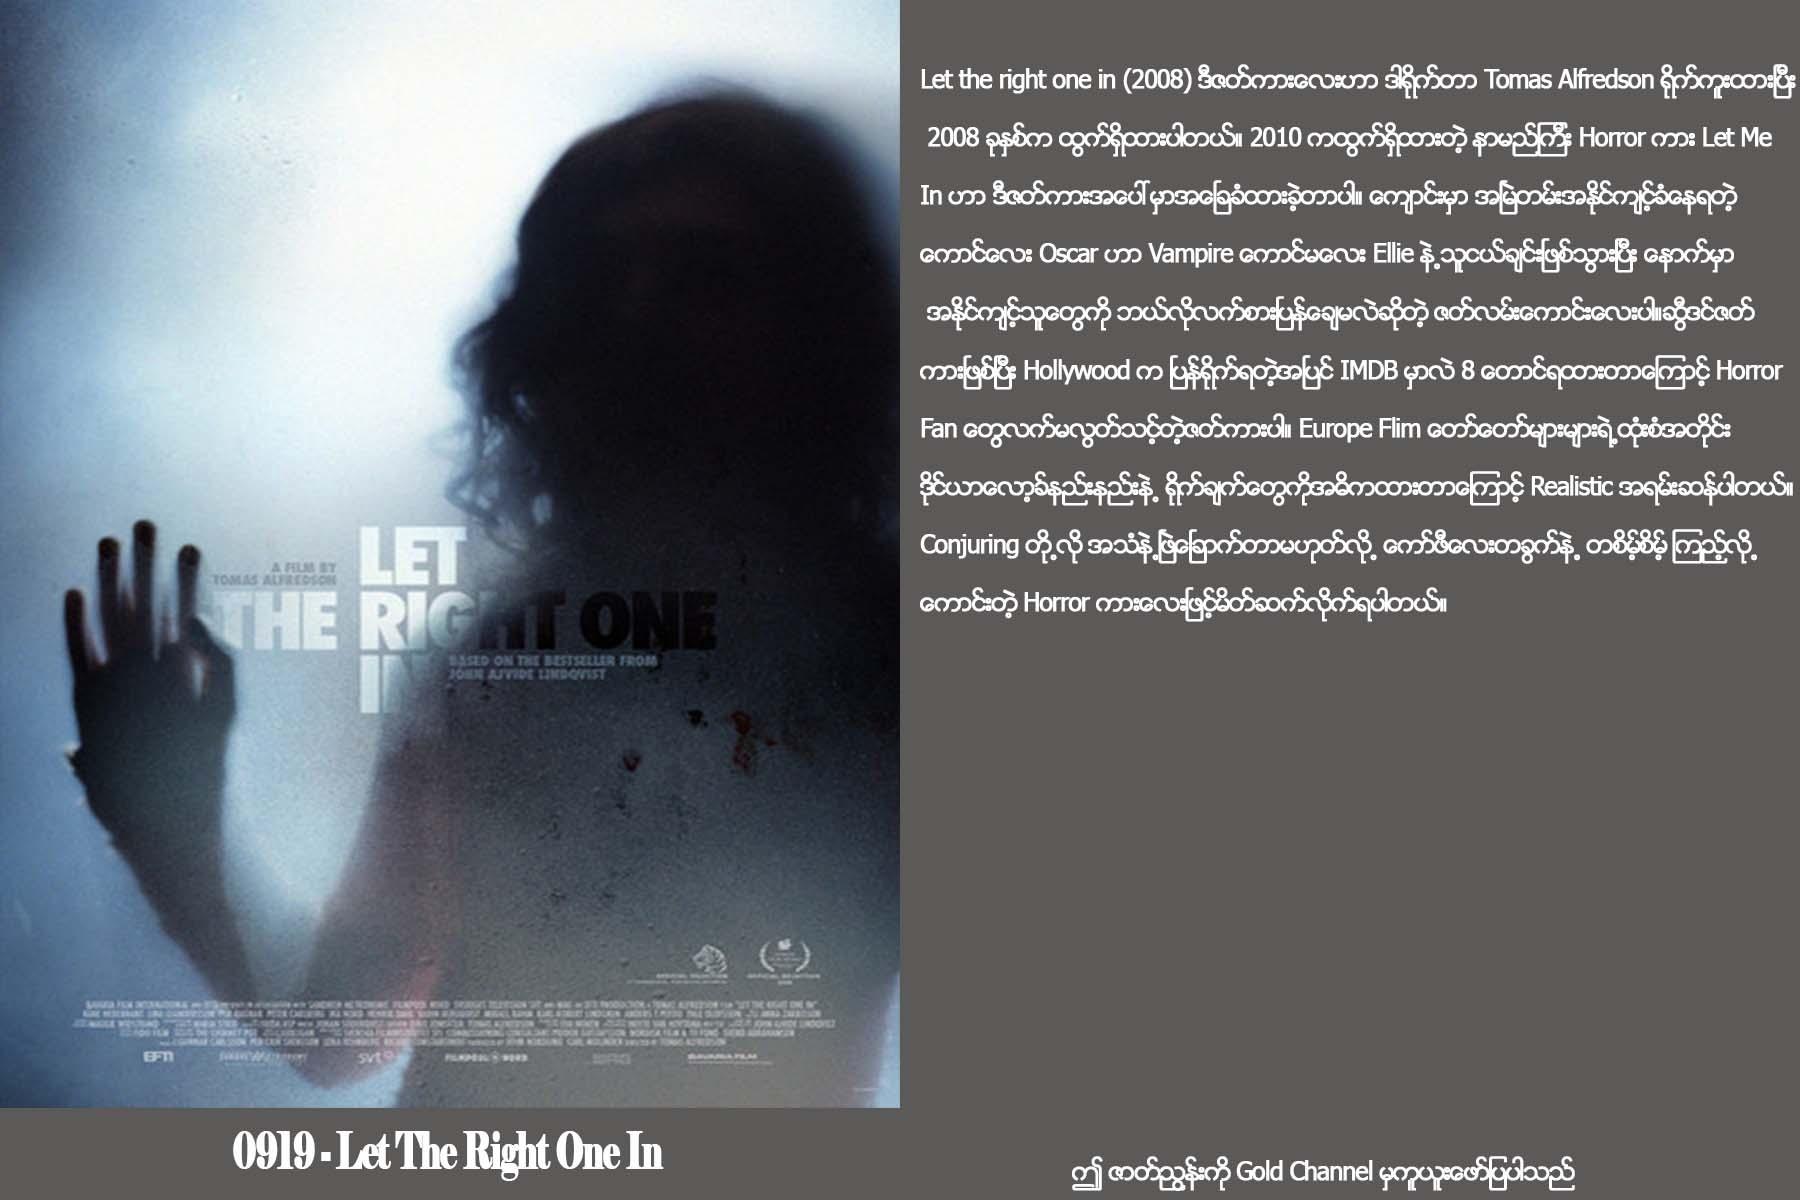 A FILM BY
TOMAS ALFREDSON
LET
THE RIGHT ONE
IN
BASED ON THE BESTSELLER FROM
JOHN AJVIDE LINDQVIST
EFTI
svt
FILMPOOL NORD
BAVARIA FILM
0919 - Let The Right One In
Let the right one in (2008) ဒီဇတ်ကားလေးဟာ ဒါရိုက်တာ Tomas Alfredson ရိုက်ကူးထားပြီး
2008 ခုနှစ်က ထွက်ရှိထားပါတယ်။ 2010 ကထွက်ရှိထားတဲ့ နာမည်ကြီး Horror ကား Let Me
In ဟာ ဒီဇတ်ကားအပေါ်မှာအခြေခံထားခဲ့တာပါ။ ကျောင်းမှာ အမြဲတမ်းအနိုင်ကျင့်ခံနေရတဲ့
ကောင်လေး Oscar ဟာ Vampire ကောင်မလေး Ellie နဲ့ သူငယ်ချင်းဖြစ်သွားပြီး နောက်မှာ
အနိုင်ကျင့်သူတွေကို ဘယ်လိုလက်စားပြန်ချေမလဲဆိုတဲ့ ဇတ်လမ်းကောင်းလေးပါ။ဆွီဒင်ဇတ်
ကားဖြစ်ပြီး Hollywood က ပြန်ရိုက်ရတဲ့အပြင် IMDB မှာလဲ 8 တောင်ရထားတာကြောင့် Horror
Fan တွေလက်မလွတ်သင့်တဲ့ဇတ်ကားပါ။ Europe Flim တော်တော်များများရဲ့ ထုံးစံအတိုင်း
ဒိုင်ယာလော့ခ်နည်းနည်းနဲ့ ရိုက်ချက်တွေကိုအဓိကထားတာကြောင့် Realistic အရမ်းဆန်ပါတယ်။
Conjuring တို့လို အသံနဲ့ဖြဲခြောက်တာမဟုတ်လို့ ကော်ဖီလေးတခွက်နဲ့ တစိမ့်စိမ့် ကြည့်လို့
ကောင်းတဲ့ Horror ကားလေးဖြင့်မိတ်ဆက်လိုက်ရပါတယ်။
ဤ ဇာတ်ညွှန်းကို Gold Channel မှကူယူးဖော်ပြပါသည်